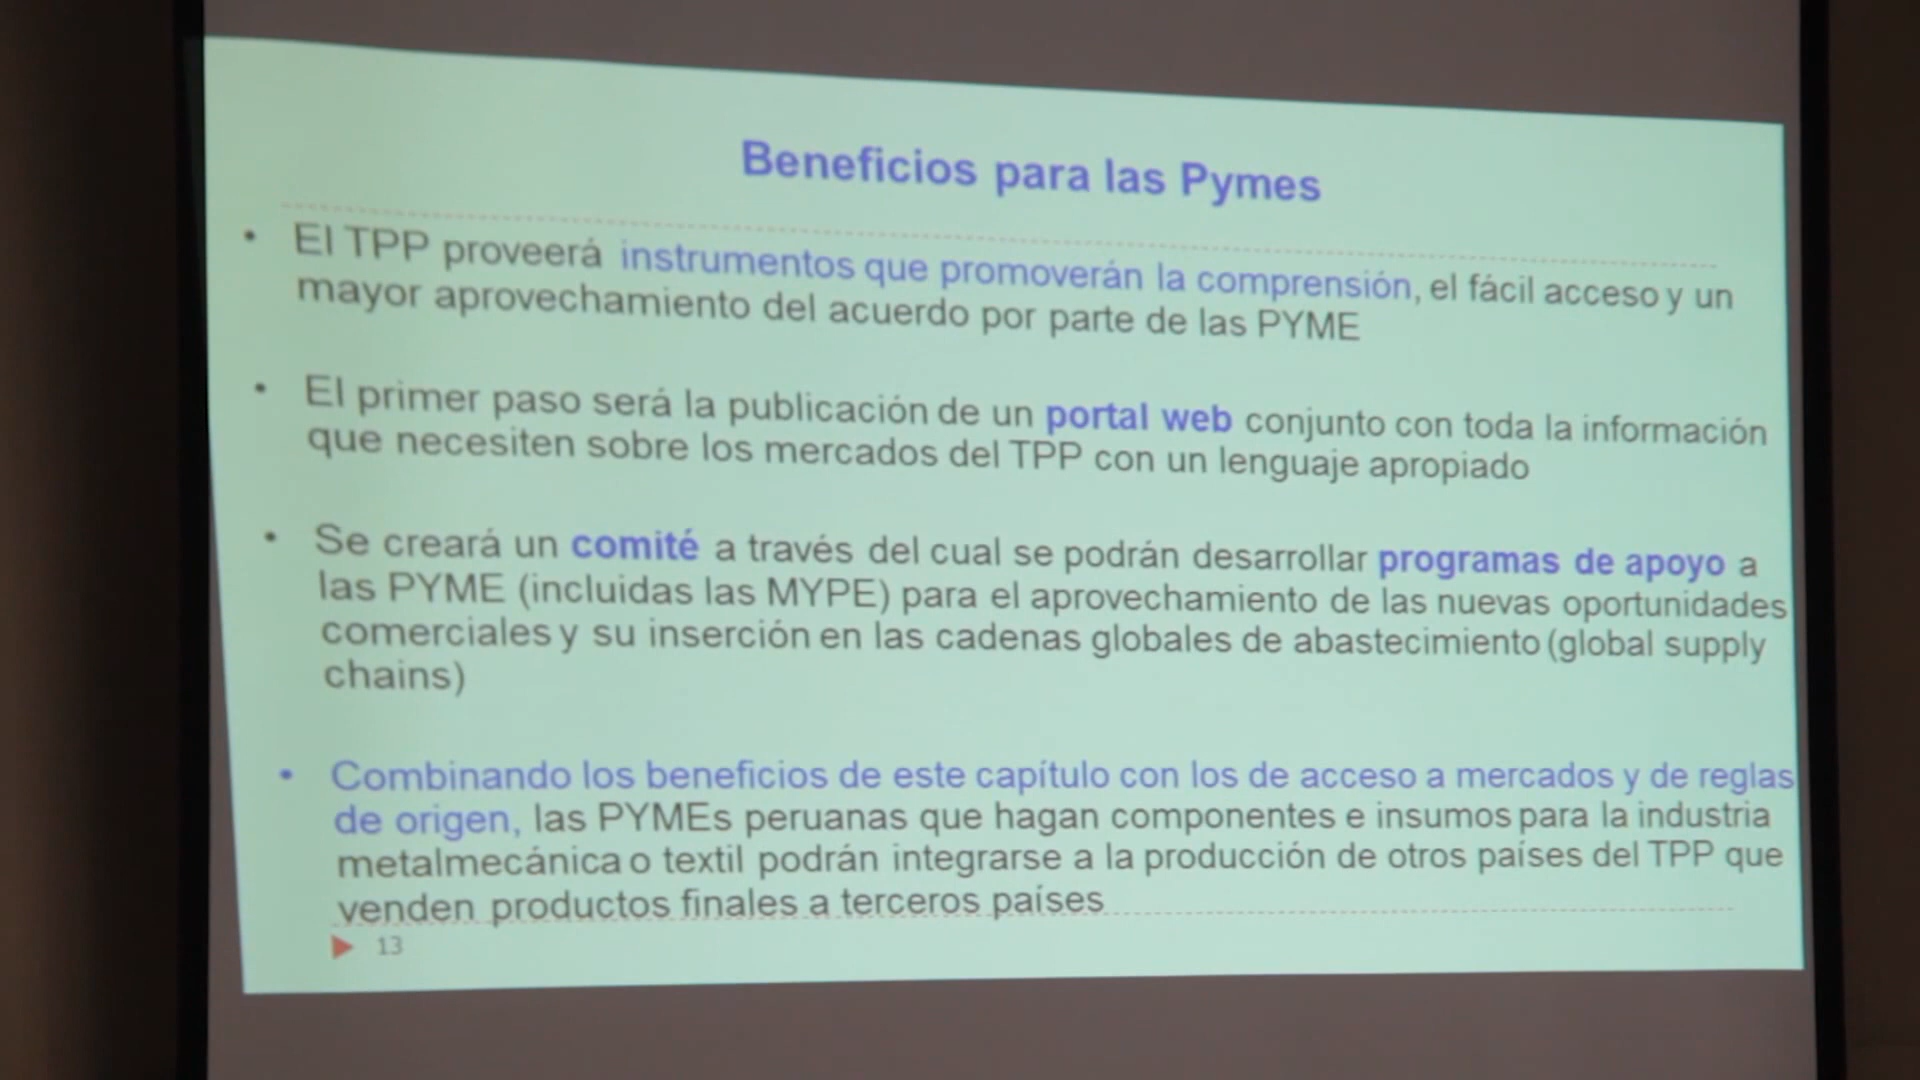 Beneficios para las Pymes
• El TPP proveerá instrumentos que promoverán la comprensión, el fácil acceso y un
mayor aprovechamiento del acuerdo por parte de las PYME
• El primer paso será la publicación de un portal web conjunto con toda la información
que necesiten sobre los mercados del TPP con un lenguaje apropiado
• Se creará un comité a través del cual se podrán desarrollar programas de apoyo a
las PYME (incluidas las MYPE) para el aprovechamiento de las nuevas oportunidades
comerciales y su inserción en las cadenas globales de abastecimiento (global supply
chains)
• Combinando los beneficios de este capítulo con los de acceso a mercados y de reglas
de origen, las PYMEs peruanas que hagan componentes e insumos para la industria
metalmecánica o textil podrán integrarse a la producción de otros países del TPP que
venden productos finales a terceros países
13